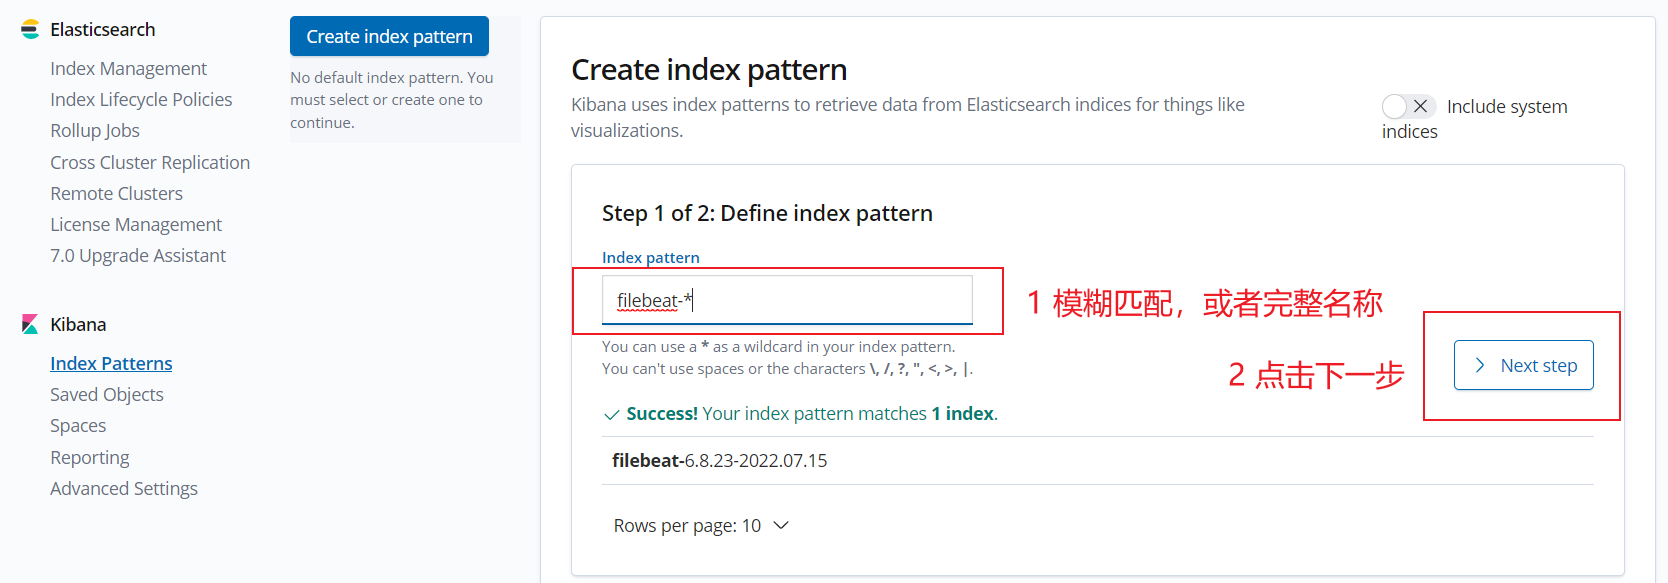 Elasticsearch
Index Management
Index Lifecycle Policies
Rollup Jobs
Cross Cluster Replication
Remote Clusters
License Management
7.0 Upgrade Assistant
Kibana
Index Patterns
Saved Objects
Spaces
Reporting
Advanced Settings
Create index pattern
No default index pattern. You
must select or create one to
continue.
Create index pattern
Kibana uses index patterns to retrieve data from Elasticsearch indices for things like
visualizations.
Include system
indices
Step 1 of 2: Define index pattern
Index pattern
filebeat-*
1 模糊匹配，或者完整名称
You can use a * as a wildcard in your index pattern.
You can't use spaces or the characters \, /, ?, ", <, >, |.
2 点击下一步
Next step
Success! Your index pattern matches 1 index.
filebeat-6.8.23-2022.07.15
Rows per page: 10